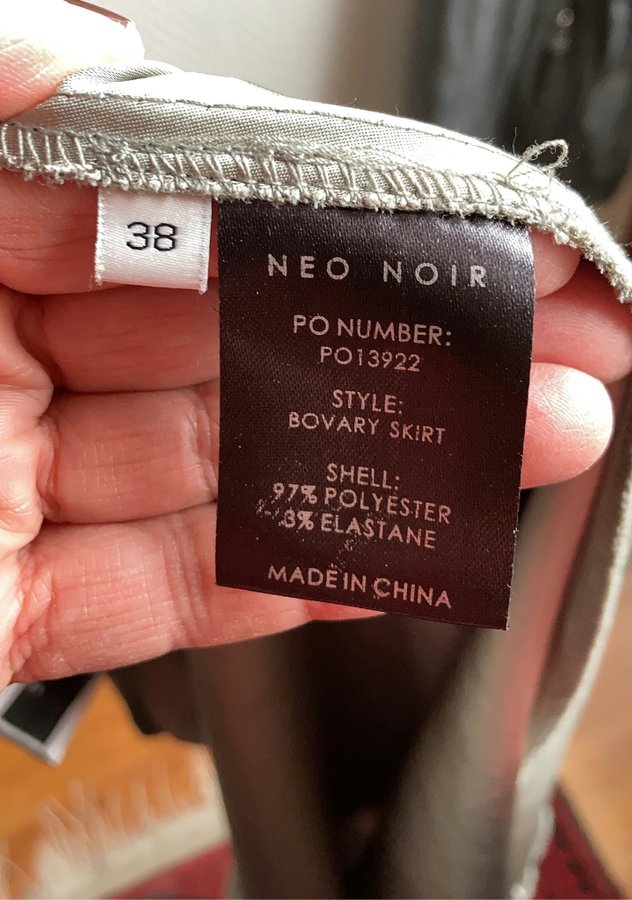 38
NEO NOIR
PO NUMBER:
PO13922
STYLE:
BOVARY SKIRT
SHELL:
97% POLYESTER
3% ELASTANE
MADE IN CHINA